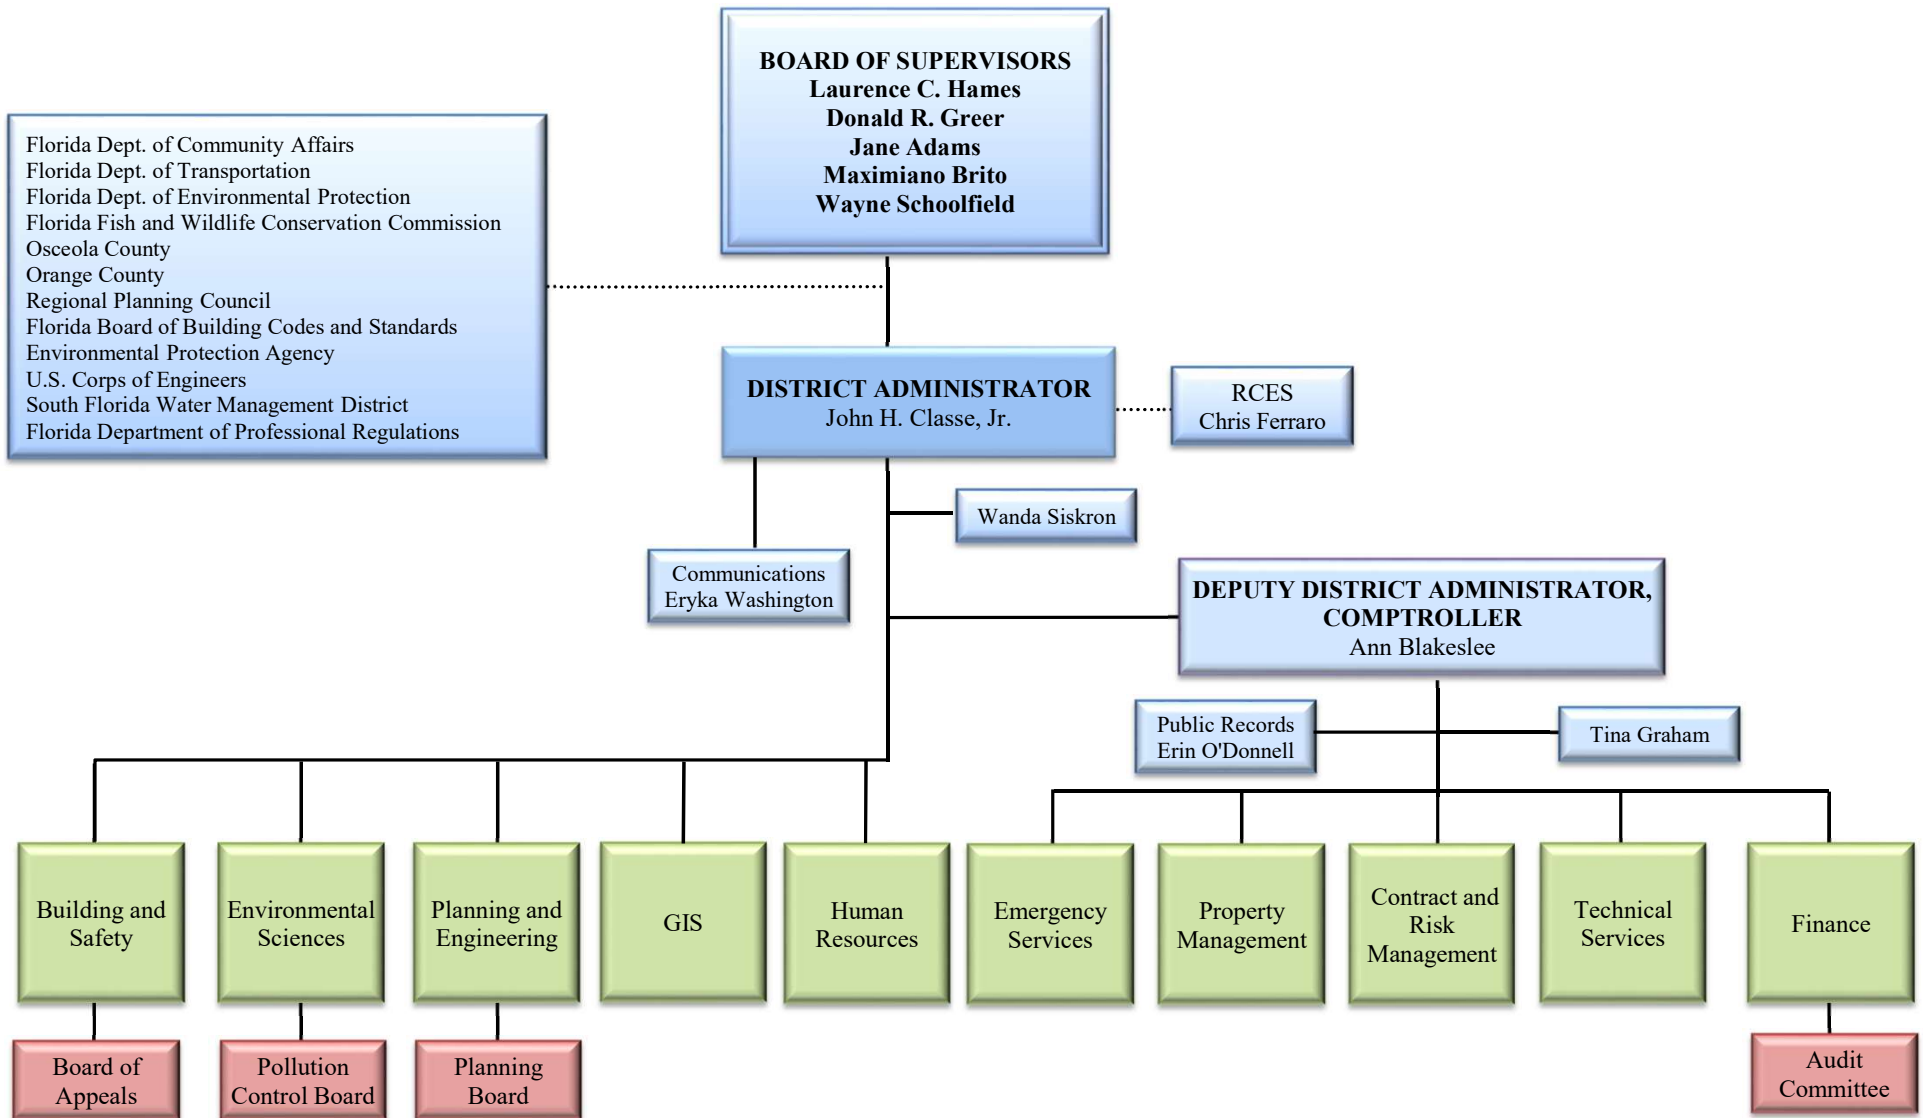 BOARD OF SUPERVISORS
Laurence C. Hames
Donald R. Greer
Jane Adams
Maximiano Brito
Wayne Schoolfield
Florida Dept. of Community Affairs
Florida Dept. of Transportation
Florida Dept. of Environmental Protection
Florida Fish and Wildlife Conservation Commission
Osceola County
Orange County
Regional Planning Council
Florida Board of Building Codes and Standards
Environmental Protection Agency
U.S. Corps of Engineers
South Florida Water Management District
Florida Department of Professional Regulations
DISTRICT ADMINISTRATOR
John H. Classe, Jr.
RCES
Chris Ferraro
Wanda Siskron
Communications
Eryka Washington
DEPUTY DISTRICT ADMINISTRATOR,
COMPTROLLER
Ann Blakeslee
Public Records
Erin O'Donnell
Tina Graham
Building and
Safety
Environmental
Sciences
Planning and
Engineering
GIS
Human
Resources
Emergency
Services
Property
Management
Contract and
Risk
Management
Technical
Services
Finance
Board of
Appeals
Pollution
Control Board
Planning
Board
Audit
Committee